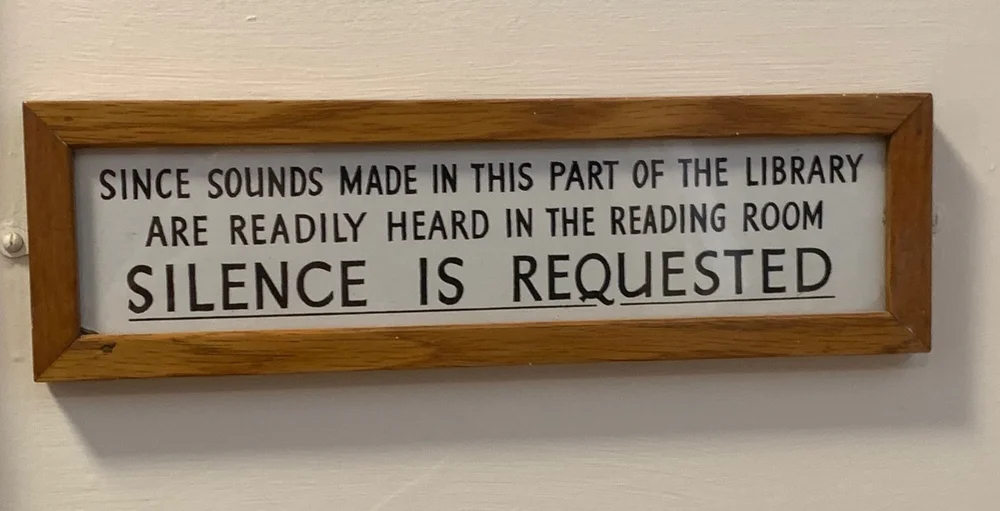 SINCE SOUNDS MADE IN THIS PART OF THE LIBRARY
ARE READILY HEARD IN THE READING ROOM
SILENCE IS REQUESTED